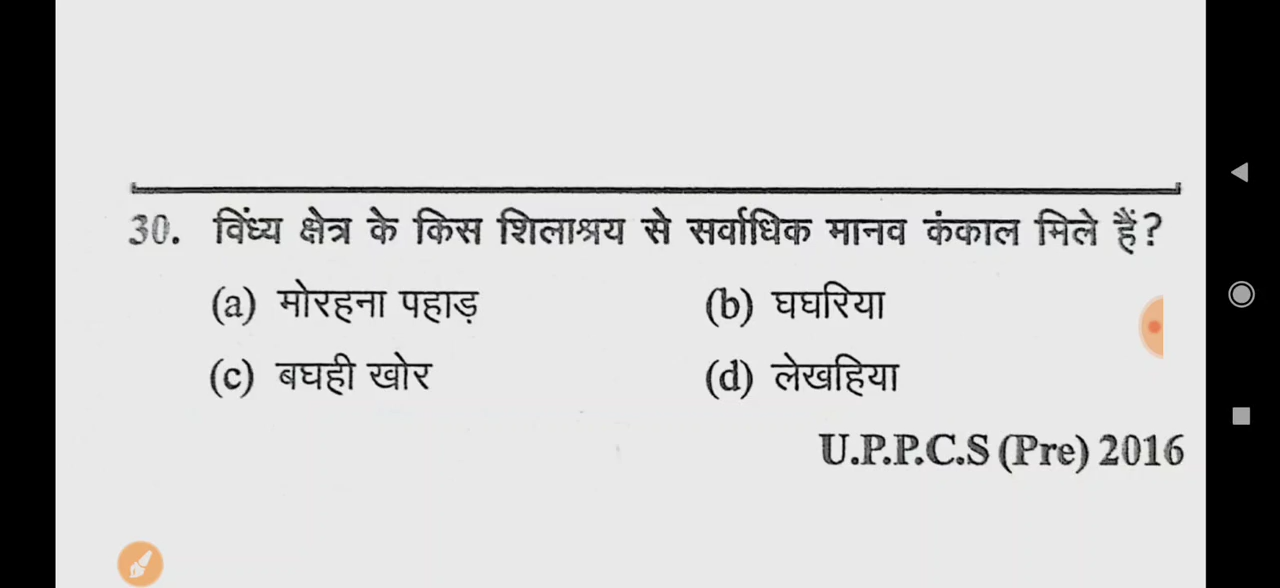 30. विंध्य क्षेत्र के किस शिलाश्रय से सर्वाधिक मानव कंकाल मिले हैं?
(a) मोरहना पहाड़ (b) घघरिया
(c) बघही खोर (d) लेखहिया
U.P.P.C.S (Pre) 2016